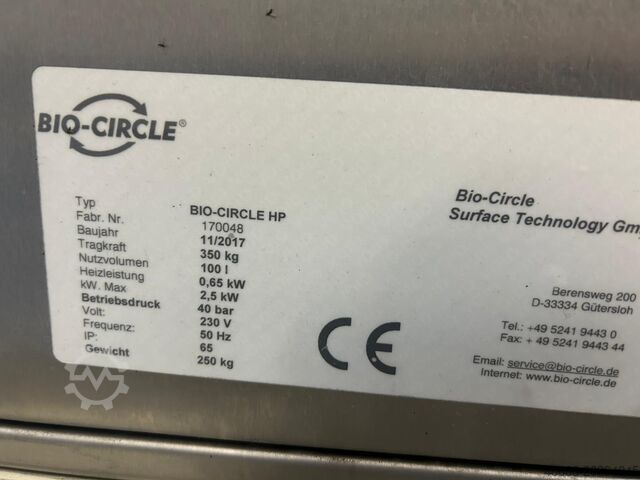 BIO-CIRCLE®
Typ BIO-CIRCLE HP
Fabr. Nr. 170048
Baujahr 11/2017
Tragkraft 350 kg
Nutzvolumen 100 l
Heizleistung 0,65 kW
kW. Max 2,5 kW
Betriebsdruck 40 bar
Volt: 230 V
Frequenz: 50 Hz
IP: 65
Gewicht 250 kg
Bio-Circle
Surface Technology Gm
Berensweg 200
D-33334 Gütersloh
Tel.: + 49 5241 9443 0
Fax: + 49 5241 9443 44
Email: service@bio-circle.de
Internet: www.bio-circle.de
CE